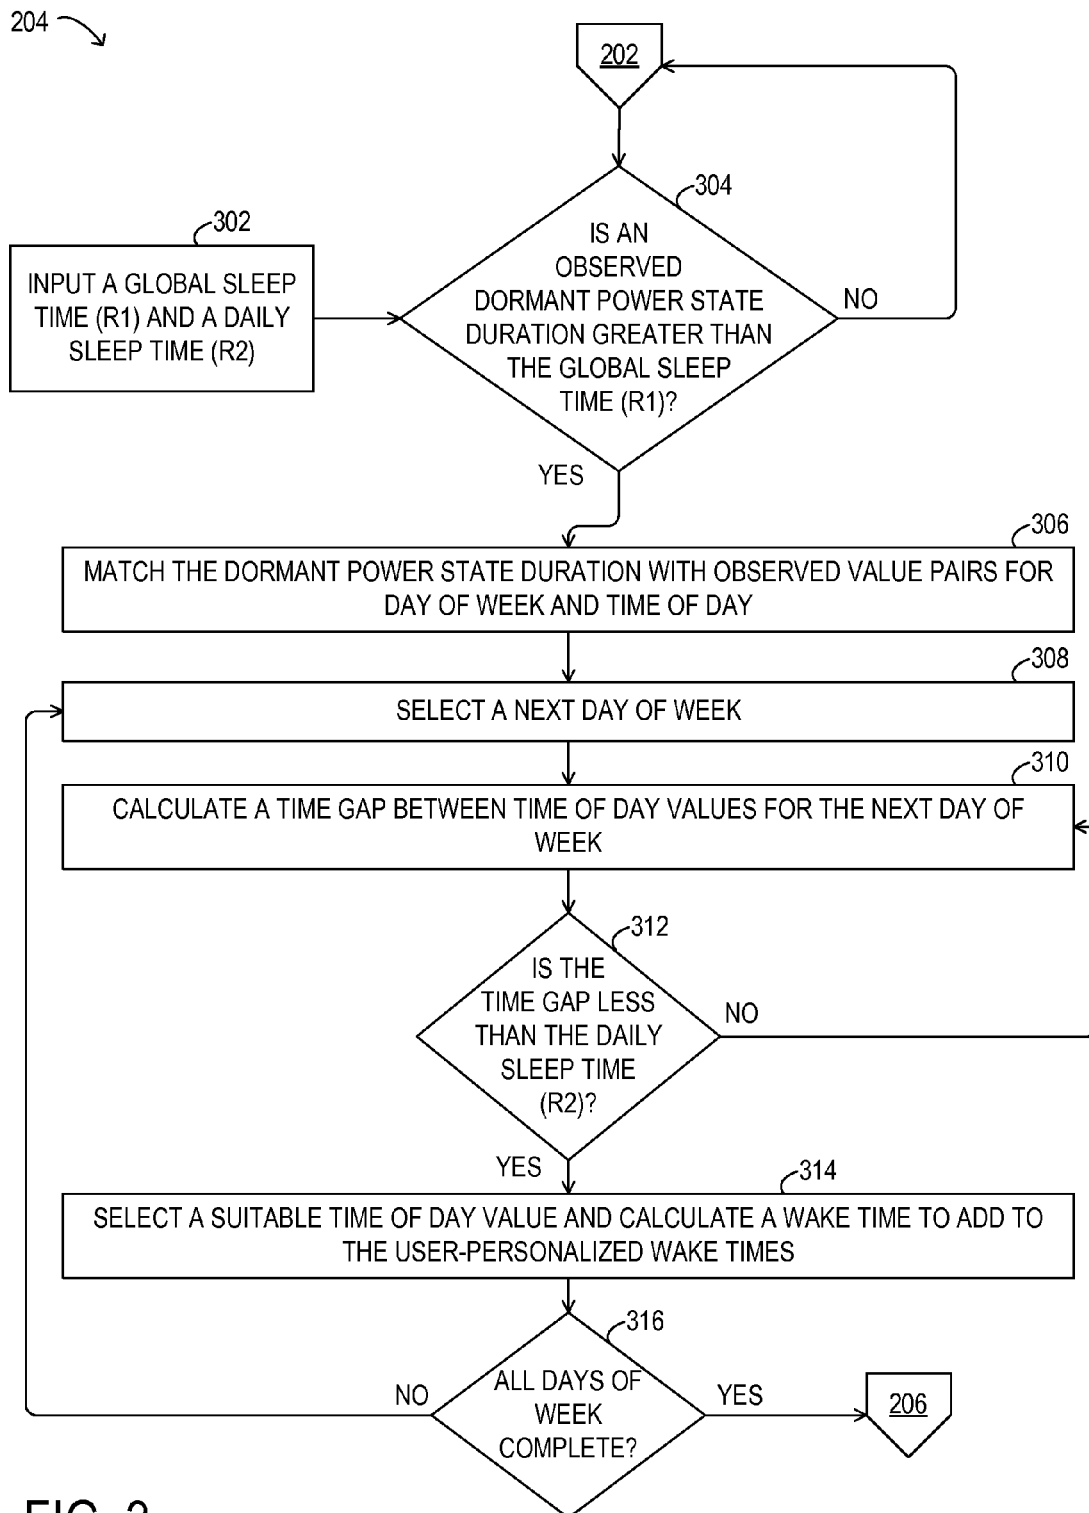 204
202
304
302
IS AN
OBSERVED
DORMANT POWER STATE
DURATION GREATER THAN
THE GLOBAL SLEEP
TIME (R1)?
NO
INPUT A GLOBAL SLEEP
TIME (R1) AND A DAILY
SLEEP TIME (R2)
YES
306
MATCH THE DORMANT POWER STATE DURATION WITH OBSERVED VALUE PAIRS FOR
DAY OF WEEK AND TIME OF DAY
308
SELECT A NEXT DAY OF WEEK
310
CALCULATE A TIME GAP BETWEEN TIME OF DAY VALUES FOR THE NEXT DAY OF
WEEK
312
IS THE
TIME GAP LESS
THAN THE DAILY
SLEEP TIME
(R2)?
NO
YES
314
SELECT A SUITABLE TIME OF DAY VALUE AND CALCULATE A WAKE TIME TO ADD TO
THE USER-PERSONALIZED WAKE TIMES
316
NO
ALL DAYS OF
WEEK
COMPLETE?
YES
206
FIG.